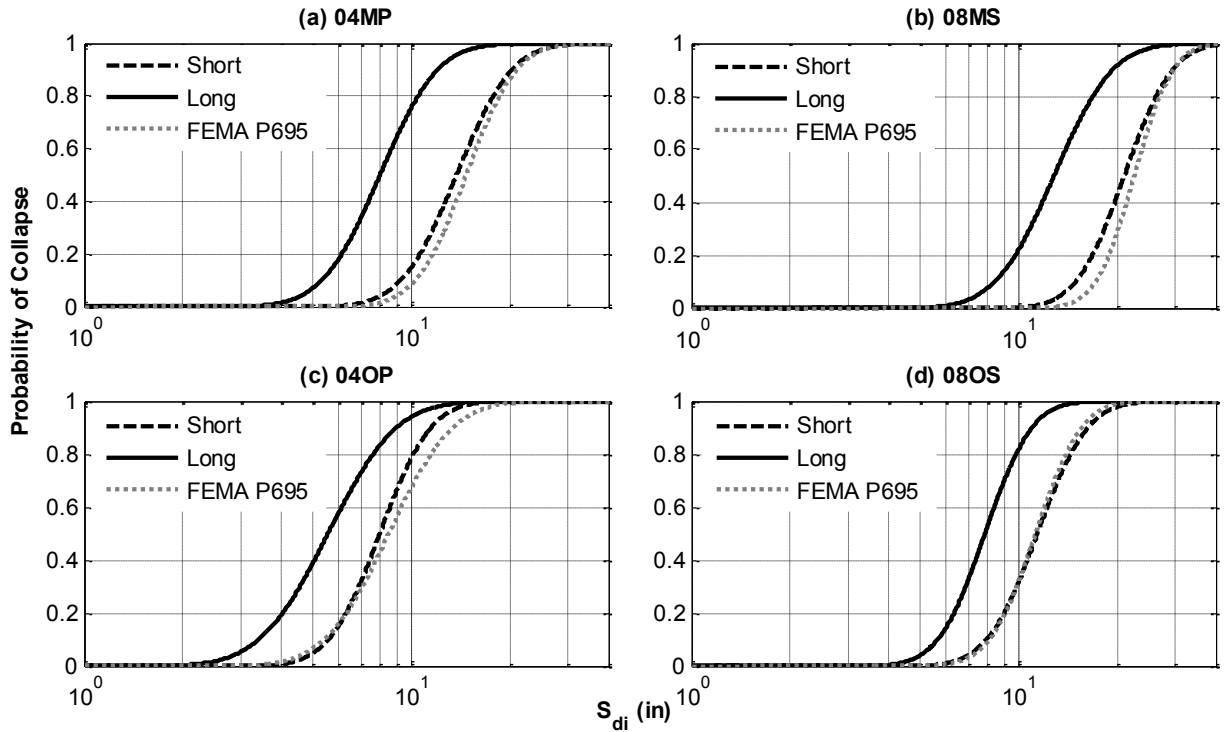 (a) 04MP
(b) 08MS
Probability of Collapse
1
0.8
0.6
0.4
0.2
0
Short
Long
FEMA P695
10^0
10^1
1
0.8
0.6
0.4
0.2
0
Short
Long
FEMA P695
10^0
10^1
(c) 04OP
(d) 08OS
1
0.8
0.6
0.4
0.2
0
Short
Long
FEMA P695
10^0
10^1
1
0.8
0.6
0.4
0.2
0
Short
Long
FEMA P695
10^0
10^1
S_di (in)